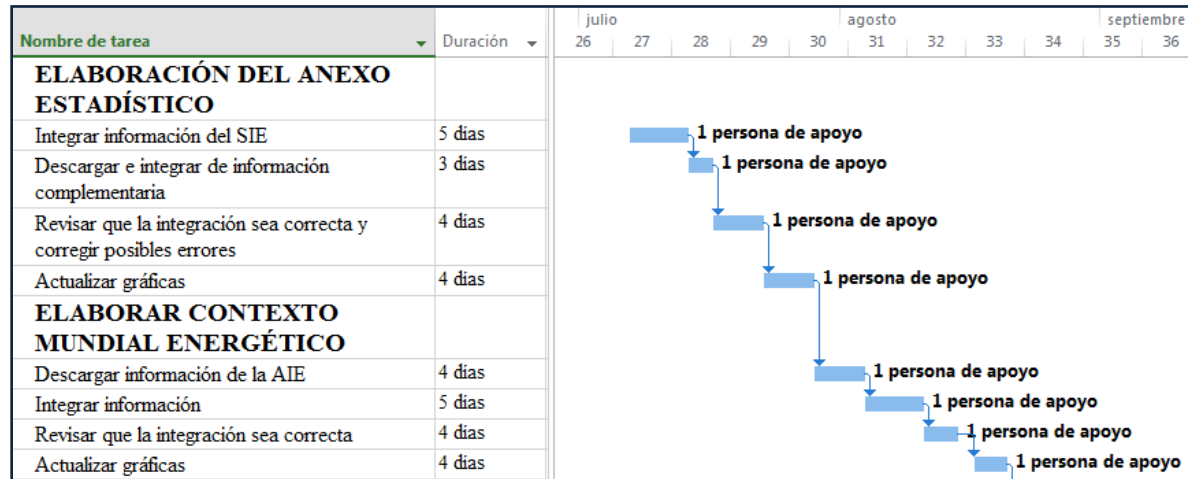 julio agosto septiembre
Nombre de tarea Duración 26 27 28 29 30 31 32 33 34 35 36
ELABORACIÓN DEL ANEXO
ESTADÍSTICO
Integrar información del SIE 5 días 1 persona de apoyo
Descargar e integrar de información 3 días 1 persona de apoyo
complementaria
Revisar que la integración sea correcta y 4 días 1 persona de apoyo
corregir posibles errores
Actualizar gráficas 4 días 1 persona de apoyo
ELABORAR CONTEXTO
MUNDIAL ENERGÉTICO
Descargar información de la AIE 4 días 1 persona de apoyo
Integrar información 5 días 1 persona de apoyo
Revisar que la integración sea correcta 4 días 1 persona de apoyo
Actualizar gráficas 4 días 1 persona de apoyo